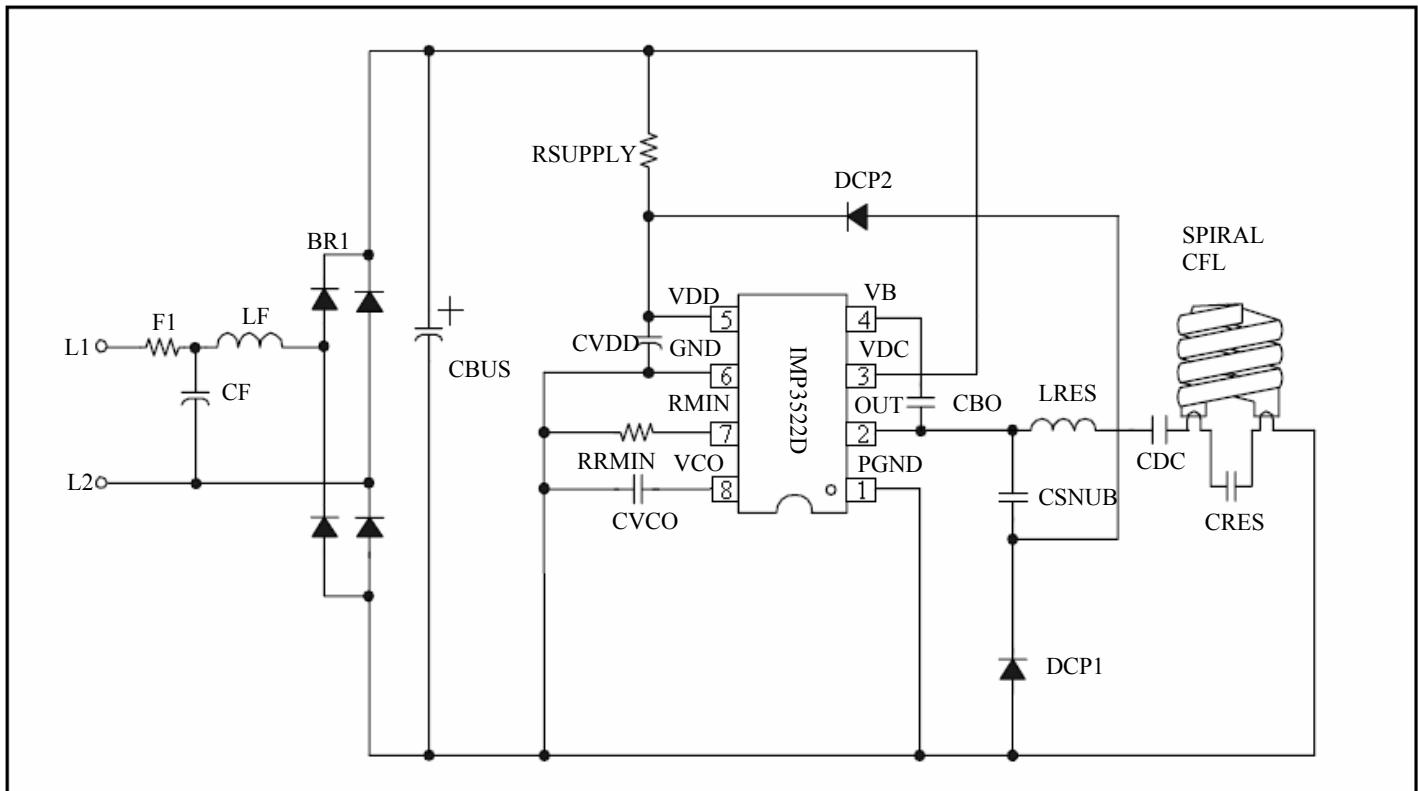 RSUPPLY
DCP2
SPIRAL
CFL
BR1
VDD
VB
F1
LF
L1
5
4
CVDD
GND
VDC
CBUS
6
3
CF
RMIN
OUT
CBO
LRES
IMP3522D
7
2
RRMIN
VCO
PGND
CDC
L2
8
1
CSNUB
CRES
CVCO
DCP1